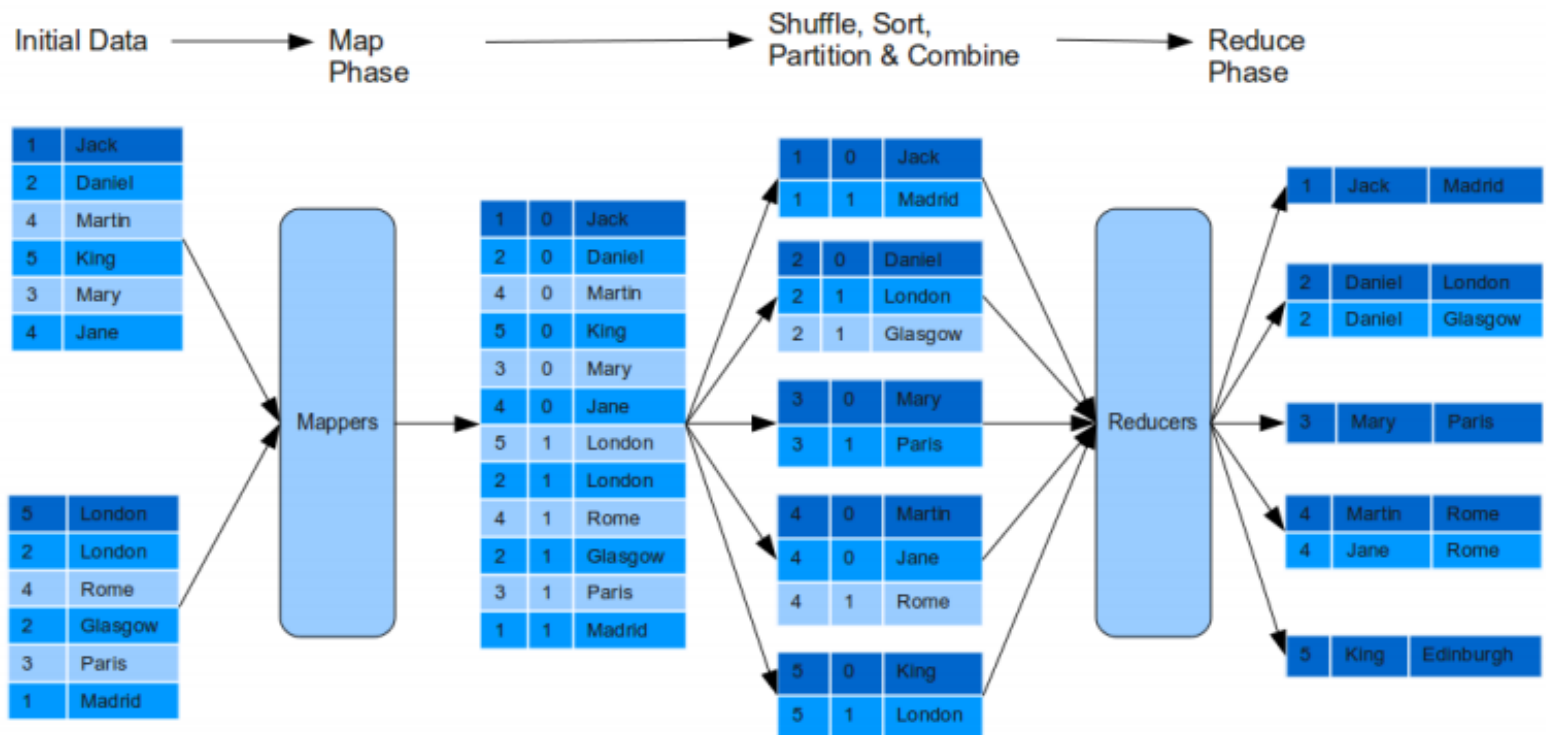 Initial Data
Map
Phase
Shuffle, Sort,
Partition & Combine
Reduce
Phase
1 Jack
2 Daniel
4 Martin
5 King
3 Mary
4 Jane
5 London
2 London
4 Rome
2 Glasgow
3 Paris
1 Madrid
Mappers
1 0 Jack
2 0 Daniel
4 0 Martin
5 0 King
3 0 Mary
4 0 Jane
5 1 London
2 1 London
4 1 Rome
2 1 Glasgow
3 1 Paris
1 1 Madrid
1 0 Jack
1 1 Madrid
2 0 Daniel
2 1 London
2 1 Glasgow
3 0 Mary
3 1 Paris
4 0 Martin
4 0 Jane
4 1 Rome
5 0 King
5 1 London
Reducers
1 Jack Madrid
2 Daniel London
2 Daniel Glasgow
3 Mary Paris
4 Martin Rome
4 Jane Rome
5 King Edinburgh